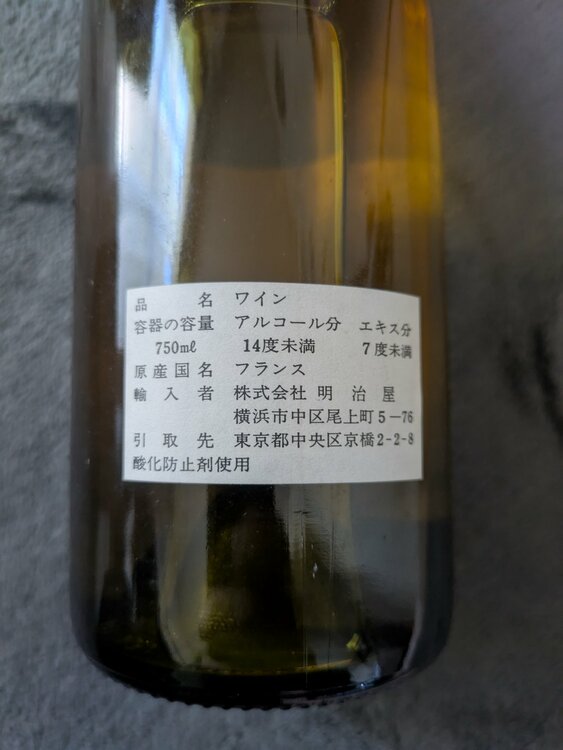 品名 ワイン
容器の容量 アルコール分 エキス分
750mℓ 14度未満 7度未満
原産国名 フランス
輸入者 株式会社 明治屋
横浜市中区尾上町5−76
引取先 東京都中央区京橋2-2-8
酸化防止剤使用